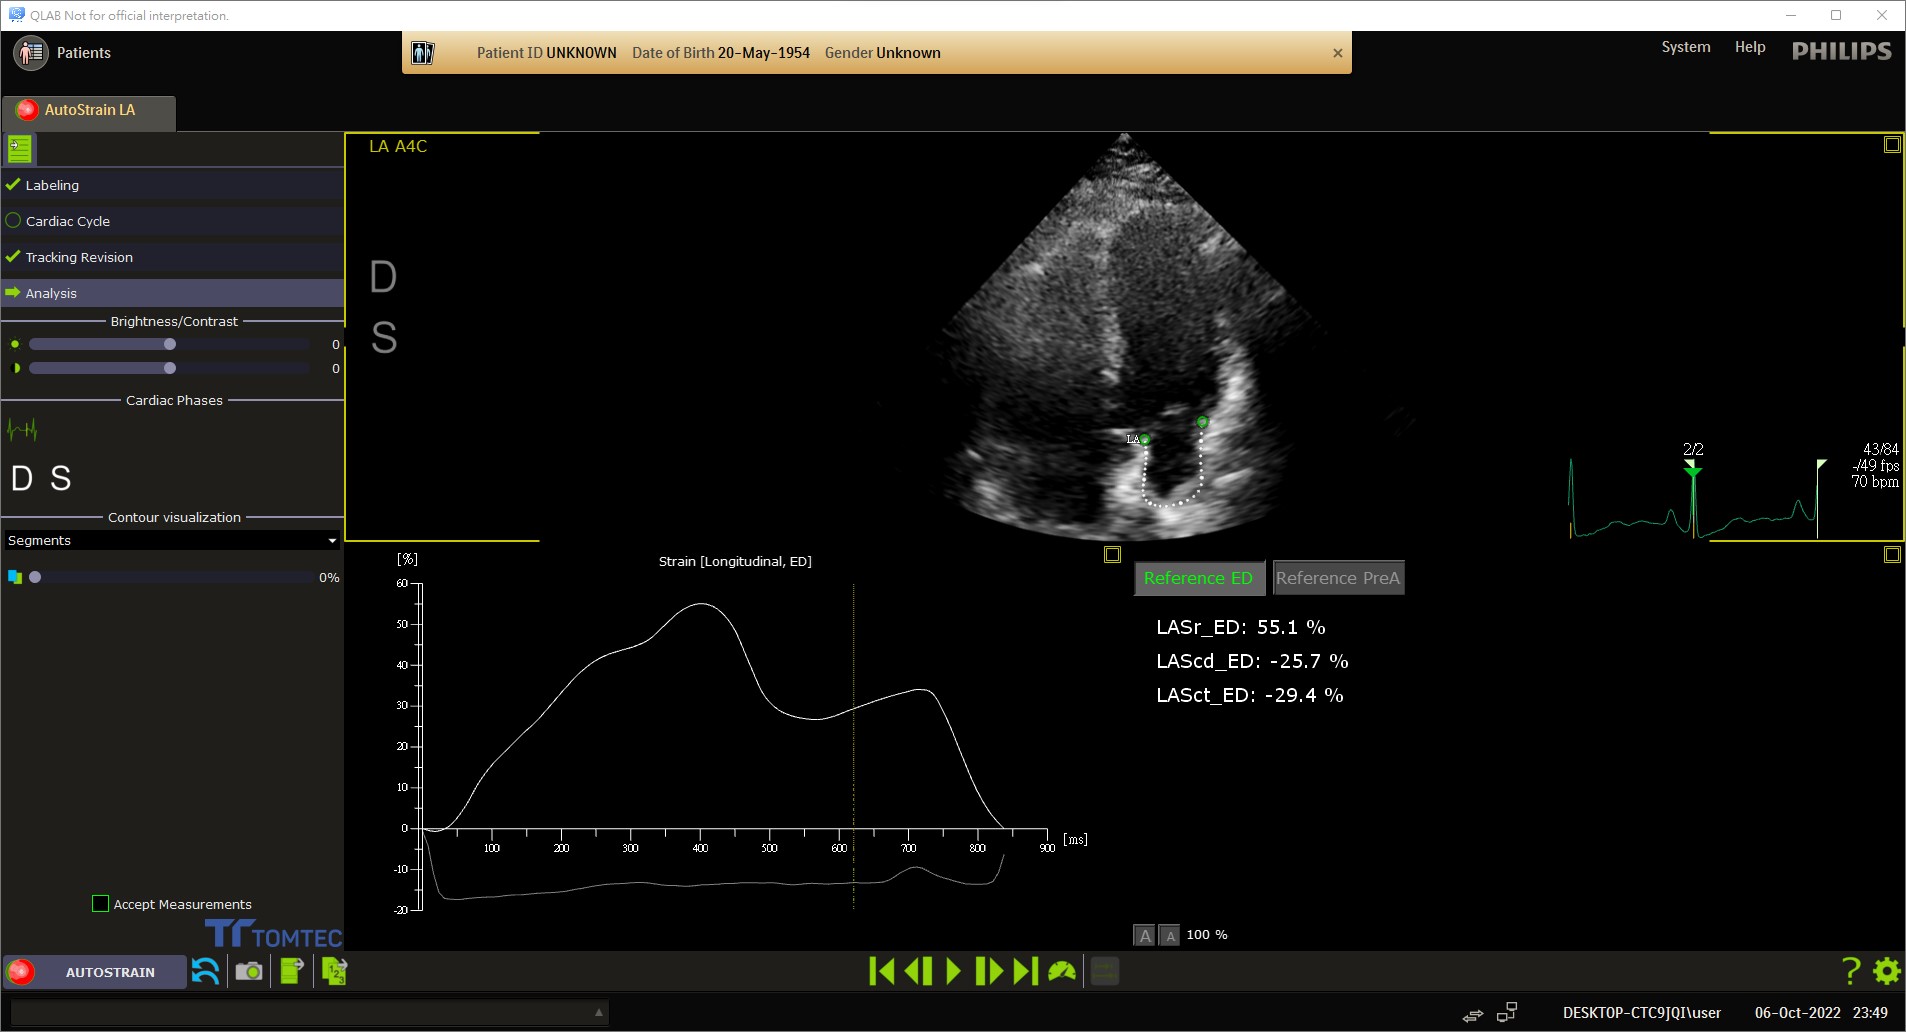 QLAB Not for official interpretation.
Patients
Patient ID UNKNOWN Date of Birth 20-May-1954 Gender Unknown
System Help PHILIPS
AutoStrain LA
Labeling
Cardiac Cycle
Tracking Revision
Analysis
Brightness/Contrast
0
0
Cardiac Phases
D S
Contour visualization
Segments
0%
Accept Measurements
TOMTEC
LA A4C
D
S
LA
2/2
43/84
-/49 fps
70 bpm
[%]
Strain [Longitudinal, ED]
60
50
40
30
20
10
0
-10
-20
100 200 300 400 500 600 700 800 900 [ms]
Reference ED Reference PreA
LASr_ED: 55.1 %
LAScd_ED: -25.7 %
LASct_ED: -29.4 %
A A 100 %
AUTOSTRAIN
1 2 3
?
DESKTOP-CTC9JQI\user 06-Oct-2022 23:49